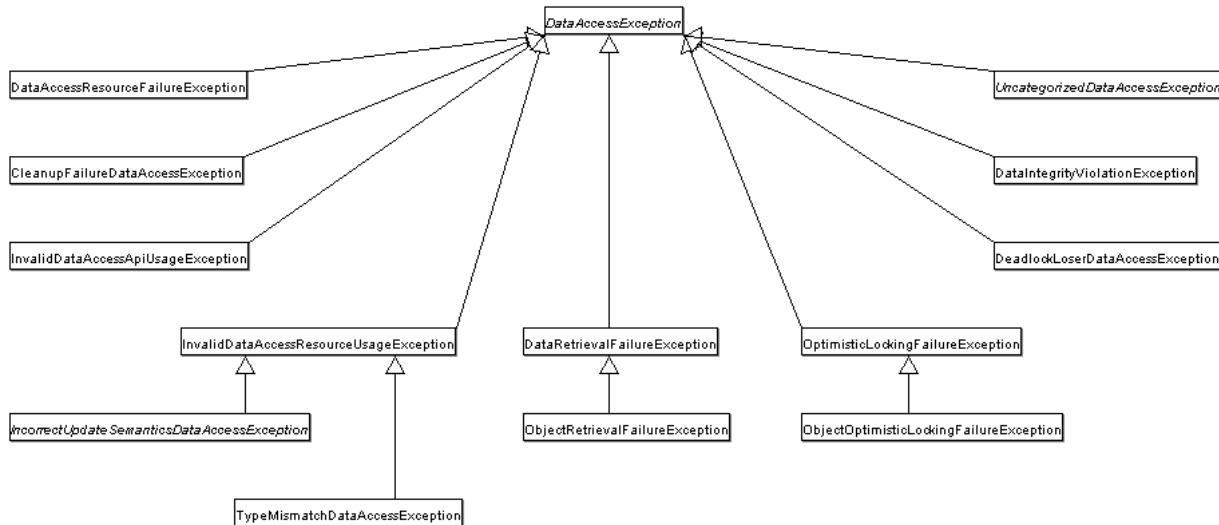 DataAccessException
DataAccessResourceFailureException
UncategorizedDataAccessException
CleanupFailureDataAccessException
DataIntegrityViolationException
InvalidDataAccessApiUsageException
DeadlockLoserDataAccessException
InvalidDataAccessResourceUsageException
DataRetrievalFailureException
OptimisticLockingFailureException
IncorrectUpdateSemanticsDataAccessException
ObjectRetrievalFailureException
ObjectOptimisticLockingFailureException
TypeMismatchDataAccessException